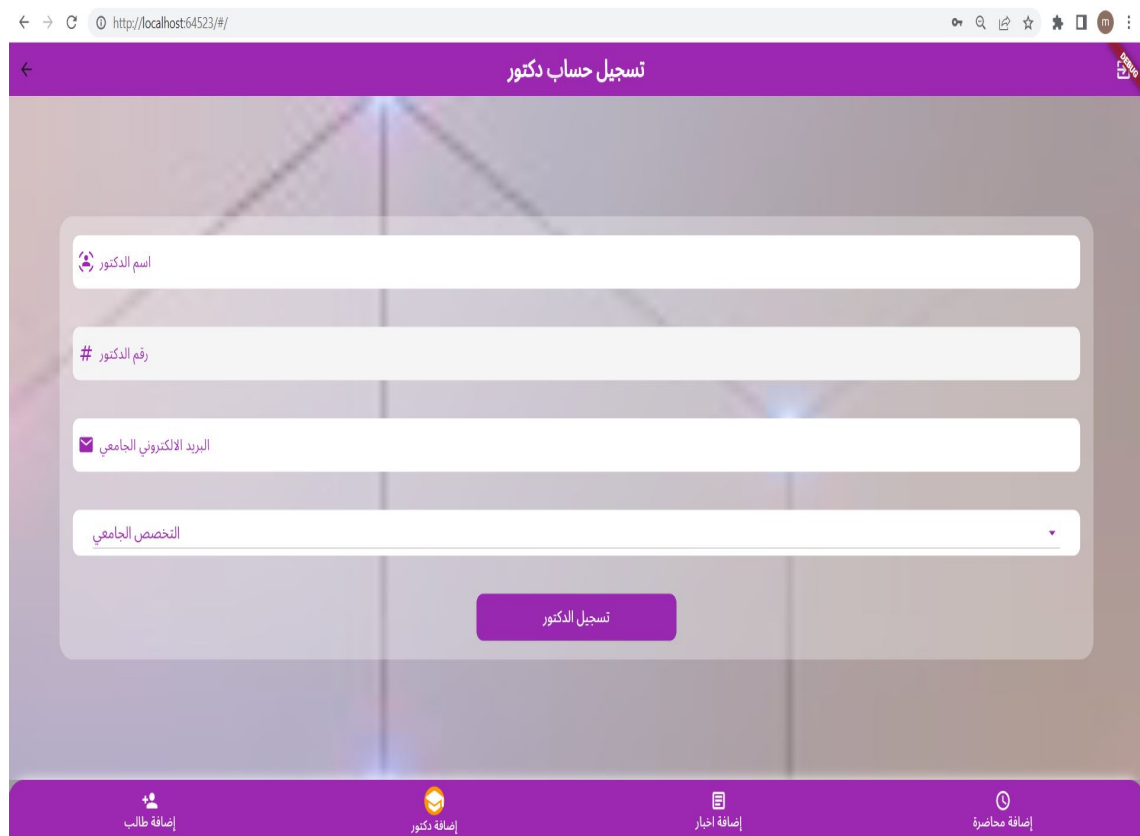 http://localhost:64523/#/
m
تسجيل حساب دكتور
DEBUG
اسم الدكتور
# رقم الدكتور
البريد الالكتروني الجامعي
التخصص الجامعي
تسجيل الدكتور
إضافة طالب
إضافة دكتور
إضافة اخبار
إضافة محاضرة